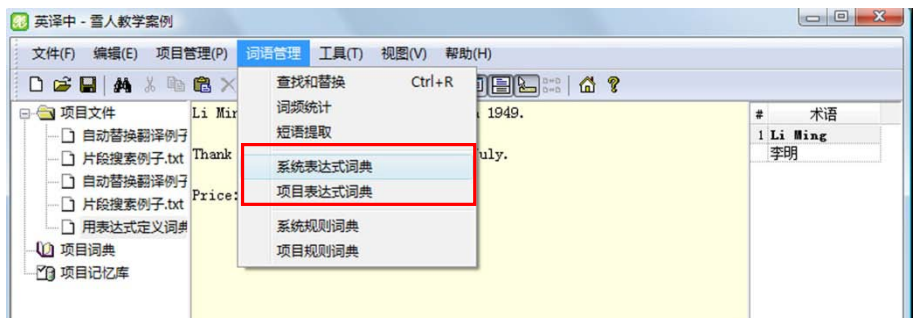 英译中 - 雪人教学案例
文件(F) 编辑(E) 项目管理(P) 词语管理 工具(T) 视图(V) 帮助(H)
项目文件
自动替换翻译例子
片段搜索例子.txt
自动替换翻译例子
片段搜索例子.txt
用表达式定义词典
项目词典
项目记忆库
查找和替换 Ctrl+R
词频统计
短语提取
系统表达式词典
项目表达式词典
系统规则词典
项目规则词典
Li Mi
1949.
Thank
uly.
Price:
# 术语
1 Li Ming
李明